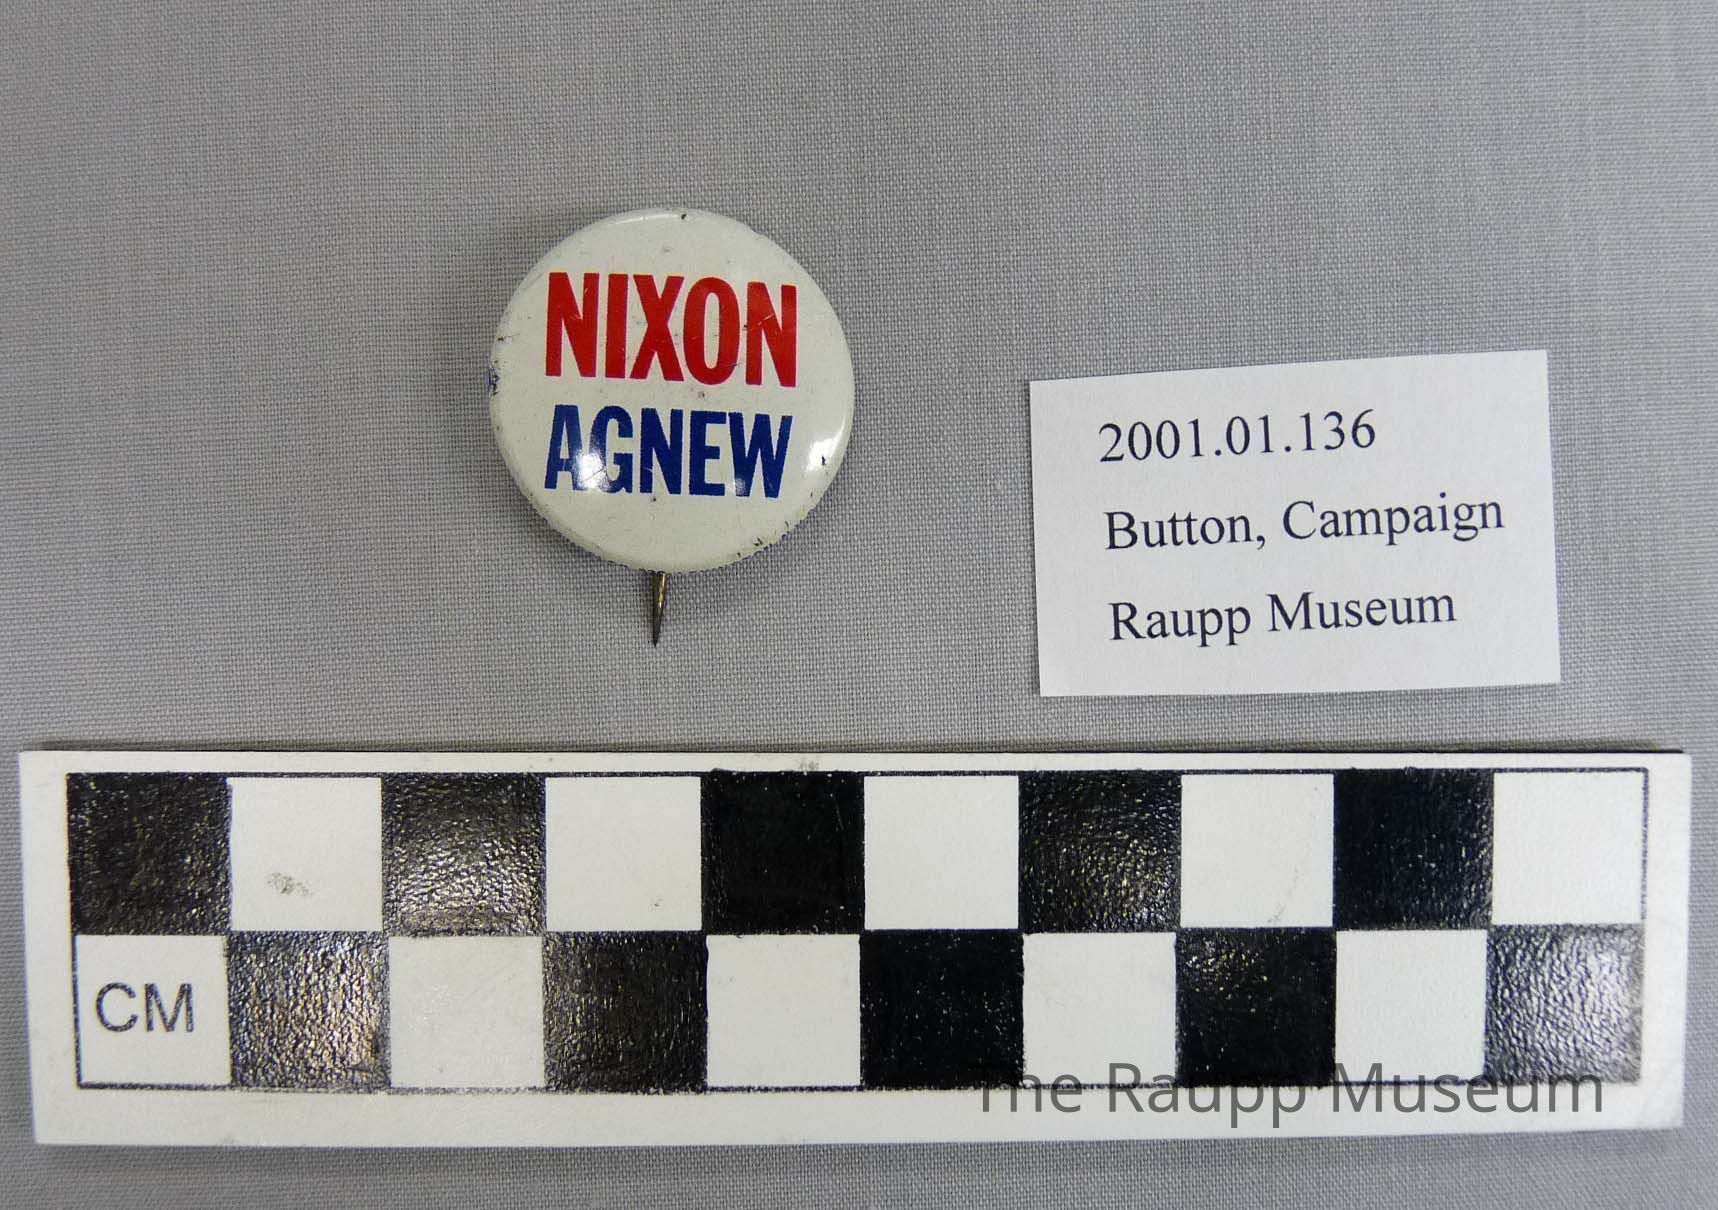 NIXON
AGNEW
2001.01.136
Button, Campaign
Raupp Museum
CM
The Raupp Museum